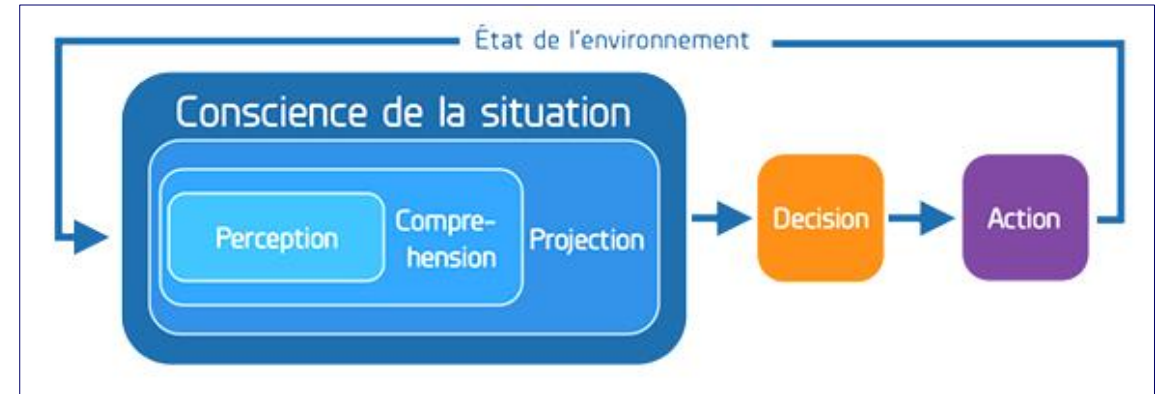 État de l'environnement
Conscience de la situation
Perception
Compre-
hension
Projection
Decision
Action